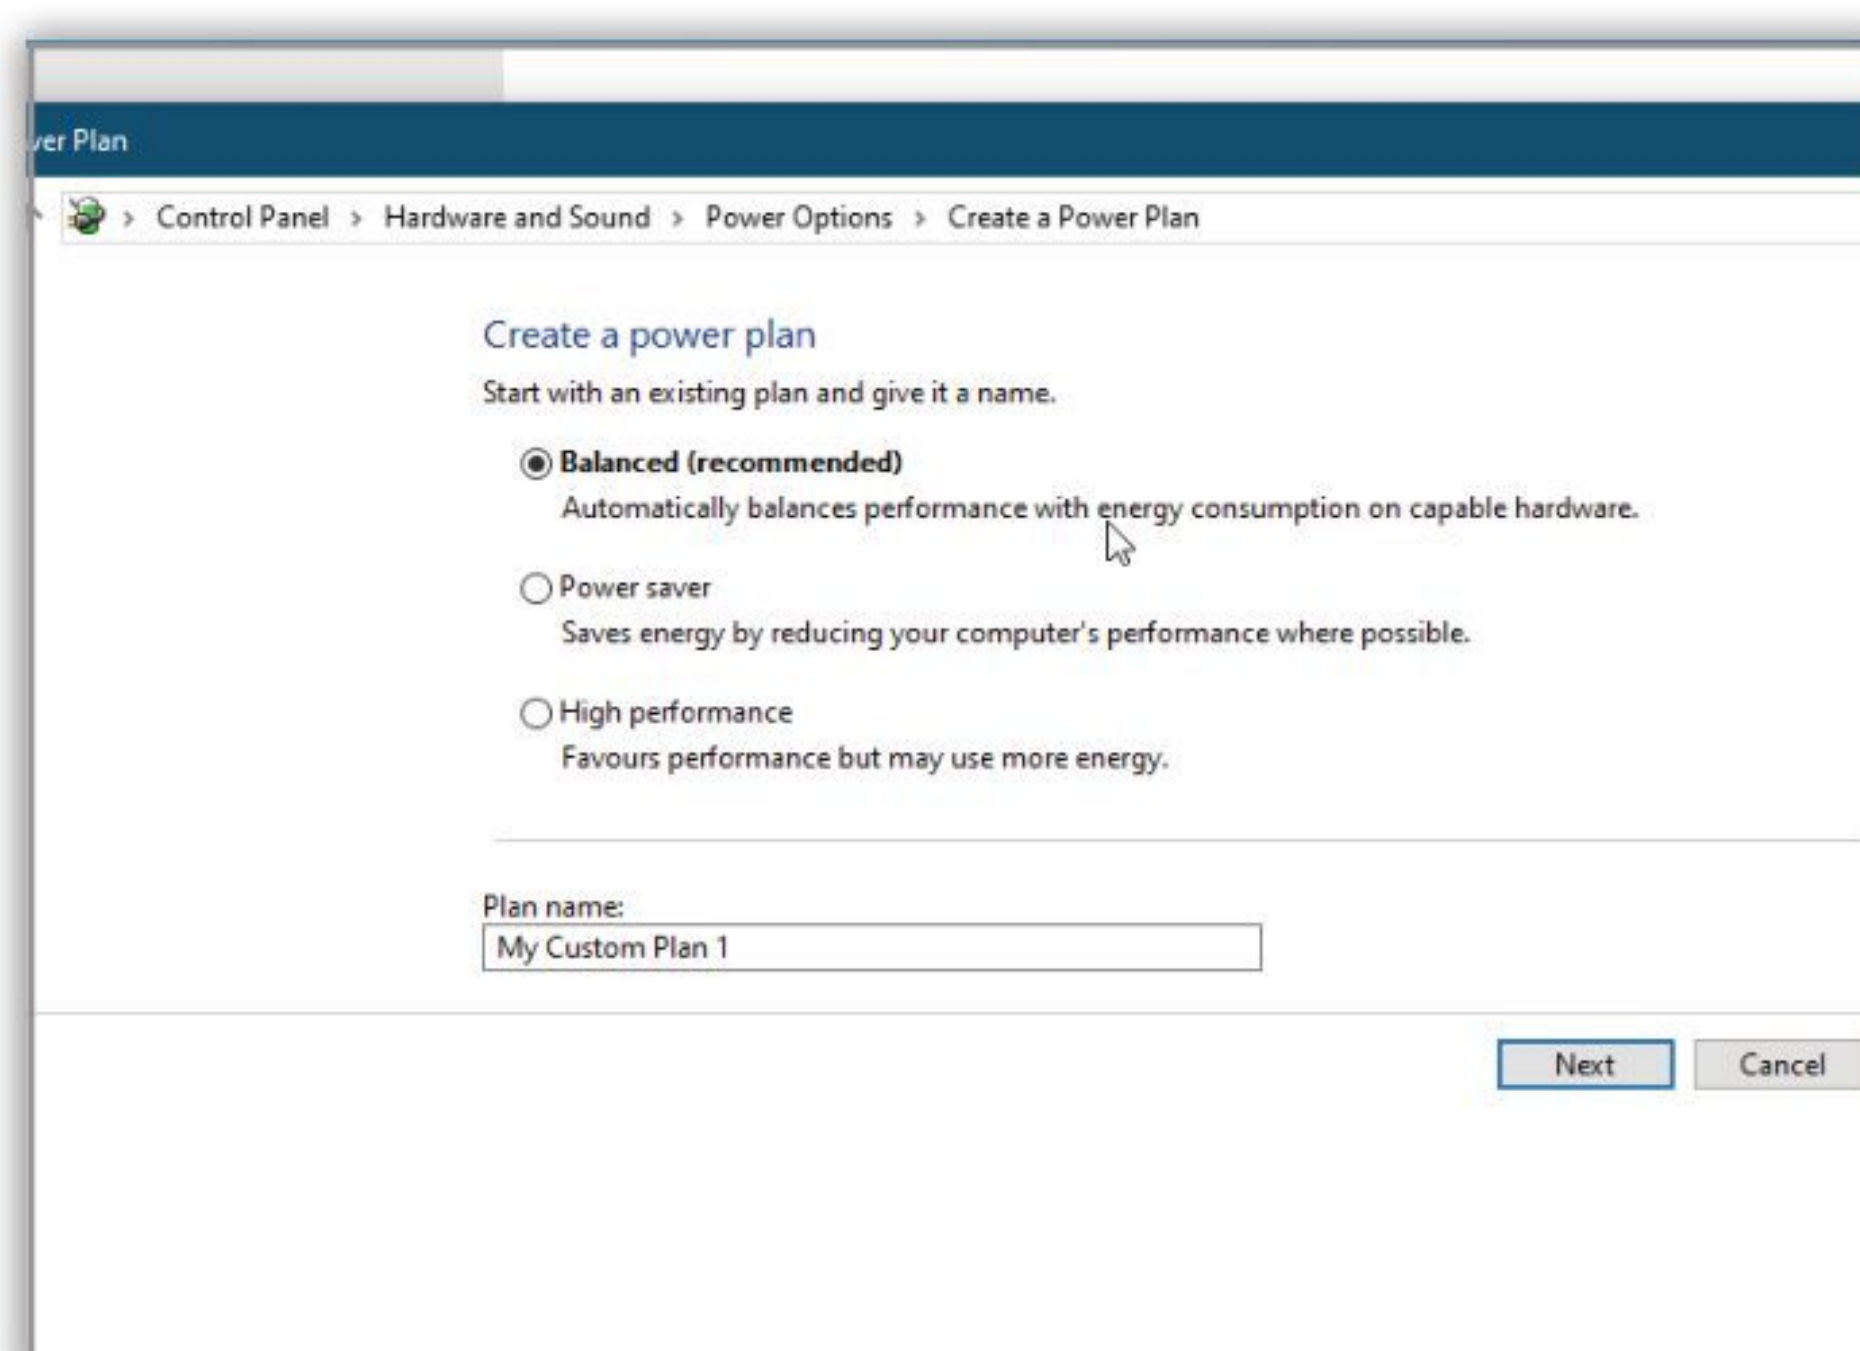 ver Plan
Control Panel > Hardware and Sound > Power Options > Create a Power Plan
Create a power plan
Start with an existing plan and give it a name.
Balanced (recommended)
Automatically balances performance with energy consumption on capable hardware.
Power saver
Saves energy by reducing your computer's performance where possible.
High performance
Favours performance but may use more energy.
Plan name:
My Custom Plan 1
Next Cancel